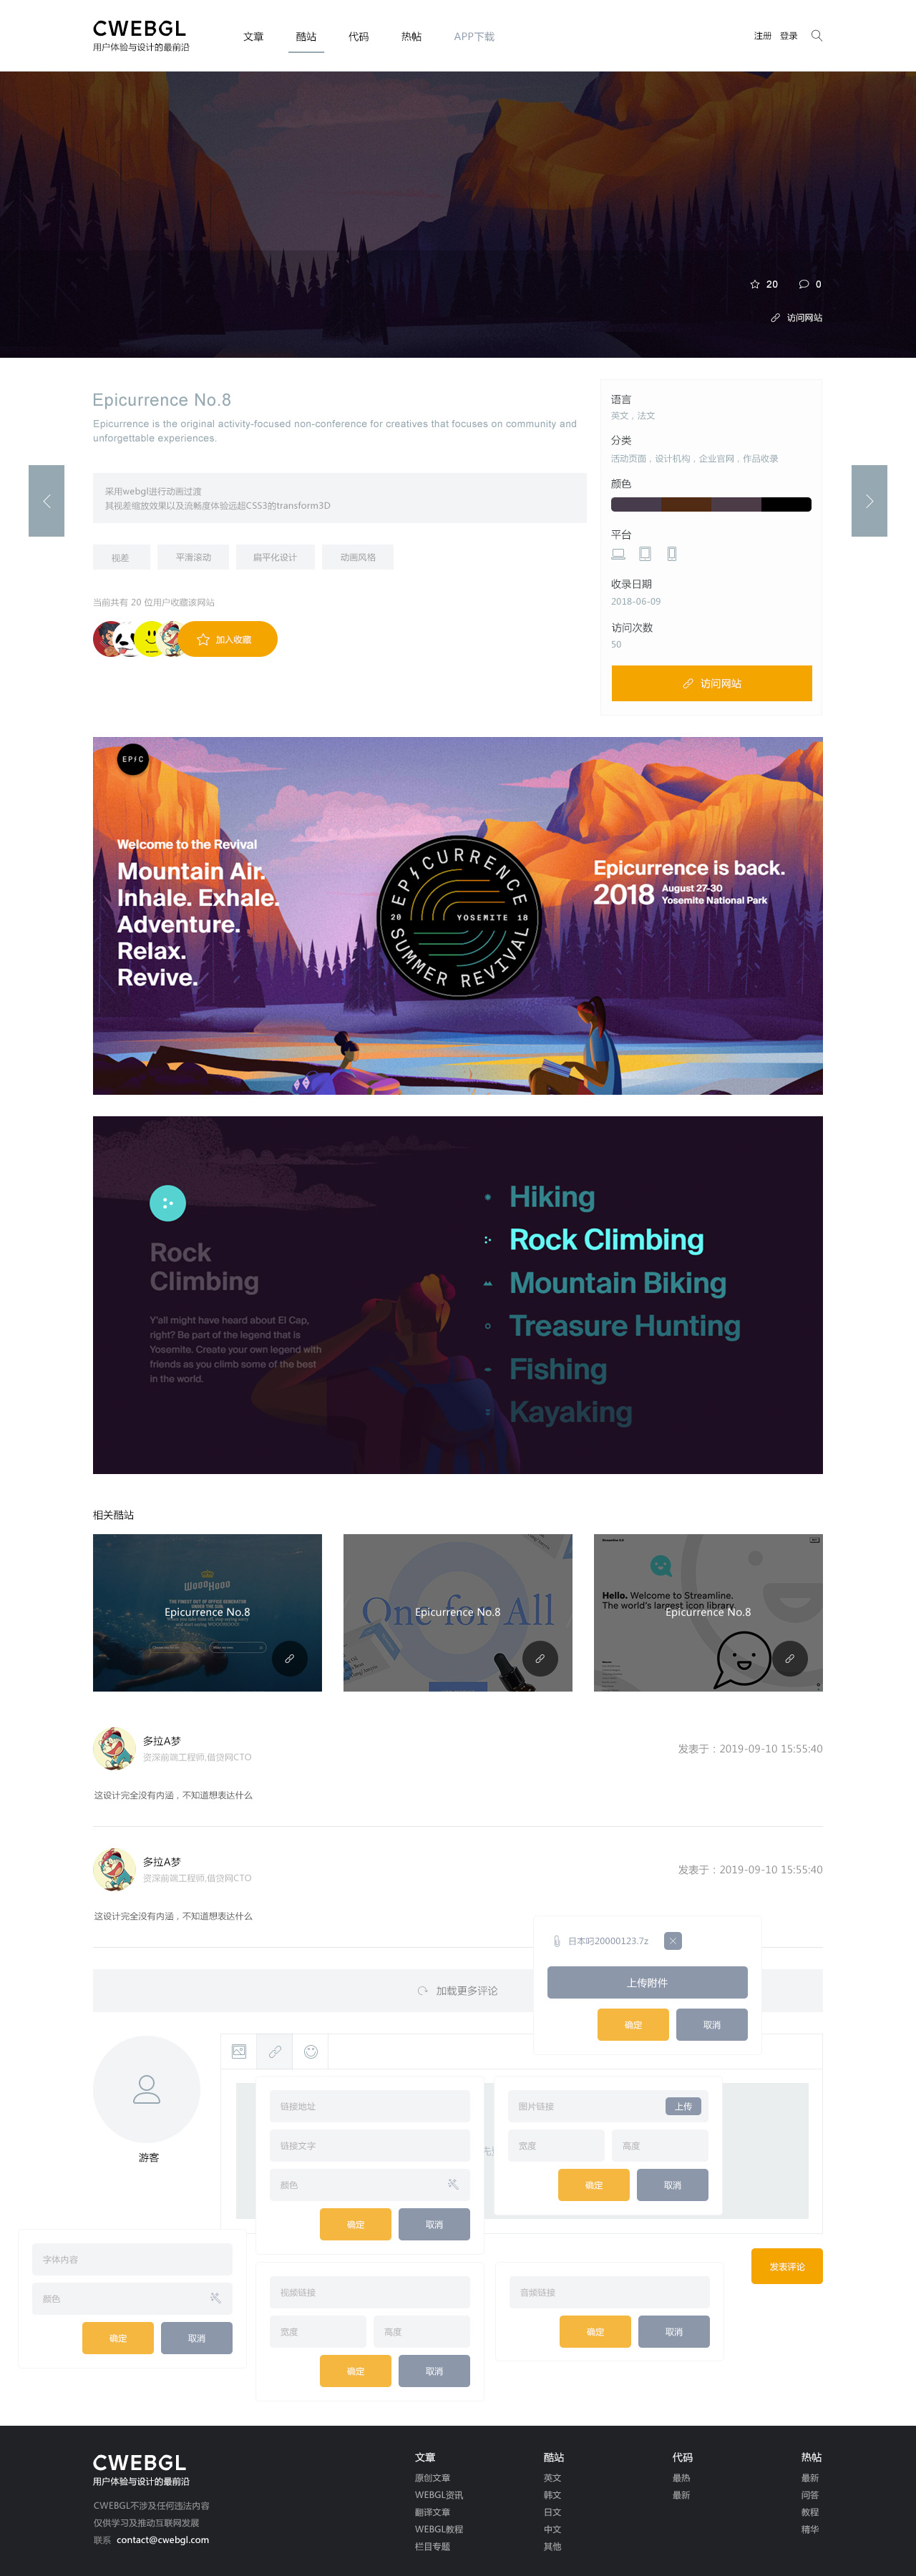 CWEBGL
用户体验与设计的最前沿
文章 酷站 代码 热帖 APP下载
注册 登录
20 0
访问网站
Epicurrence No.8
Epicurrence is the original activity-focused non-conference for creatives that focuses on community and
unforgettable experiences.
采用webgl进行动画过渡
其视差缩放效果以及流畅度体验远超CSS3的transform3D
视差 平滑滚动 扁平化设计 动画风格
当前共有 20 位用户收藏该网站
加入收藏
语言
英文，法文
分类
活动页面，设计机构，企业官网，作品收录
颜色
平台
收录日期
2018-06-09
访问次数
50
访问网站
EPIC
Welcome to the Revival
Mountain Air.
Inhale. Exhale.
Adventure.
Relax.
Revive.
EPICURRENCE
20 YOSEMITE 18
SUMMER REVIVAL
Epicurrence is back.
2018 August 27-30
Yosemite National Park
Rock
Climbing
Y'all might have heard about El Cap,
right? Be part of the legend that is
Yosemite. Create your own legend with
friends as you climb some of the best
in the world.
Hiking
Rock Climbing
Mountain Biking
Treasure Hunting
Fishing
Kayaking
相关酷站
WOOOHOOO
THE FINEST OUT OF OFFICE GENERATOR
UNDER THE SUN.
Epicurrence No.8
One for All
Epicurrence No.8
Hello. Welcome to Streamline.
The world's largest icon library.
Epicurrence No.8
多拉A梦
资深前端工程师,借贷网CTO
发表于：2019-09-10 15:55:40
这设计完全没有内涵，不知道想表达什么
多拉A梦
资深前端工程师,借贷网CTO
发表于：2019-09-10 15:55:40
这设计完全没有内涵，不知道想表达什么
日本叼20000123.7z
上传附件
确定 取消
加载更多评论
游客
链接地址
链接文字
颜色
确定 取消
图片链接 上传
宽度 高度
确定 取消
先
字体内容
颜色
确定 取消
视频链接
宽度 高度
确定 取消
音频链接
确定 取消
发表评论
CWEBGL
用户体验与设计的最前沿
CWEBGL不涉及任何违法内容
仅供学习及推动互联网发展
联系 contact@cwebgl.com
文章
原创文章
WEBGL资讯
翻译文章
WEBGL教程
栏目专题
酷站
英文
韩文
日文
中文
其他
代码
最热
最新
热帖
最新
问答
教程
精华